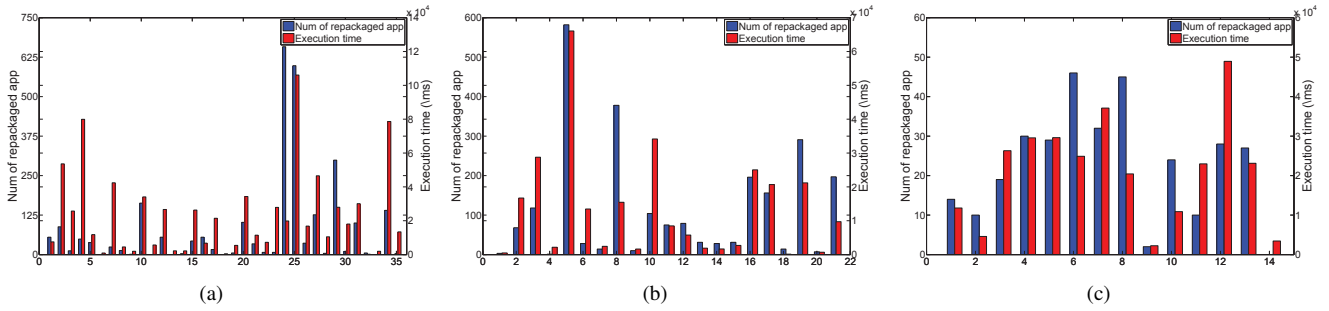 x 10^4
Num of repackaged app
Execution time
Num of repackaged app
Execution time (\ms)
750
625
500
375
250
125
0
14
12
10
8
6
4
2
0
0 5 10 15 20 25 30 35
(a)
x 10^4
Num of repackaged app
Execution time
Num of repackaged app
Execution time (\ms)
600
500
400
300
200
100
0
7
6
5
4
3
2
1
0
0 2 4 6 8 10 12 14 16 18 20 22
(b)
x 10^4
Num of repackaged app
Execution time
Num of repackaged app
Execution time (\ms)
60
50
40
30
20
10
0
6
5
4
3
2
1
0
0 2 4 6 8 10 12 14
(c)